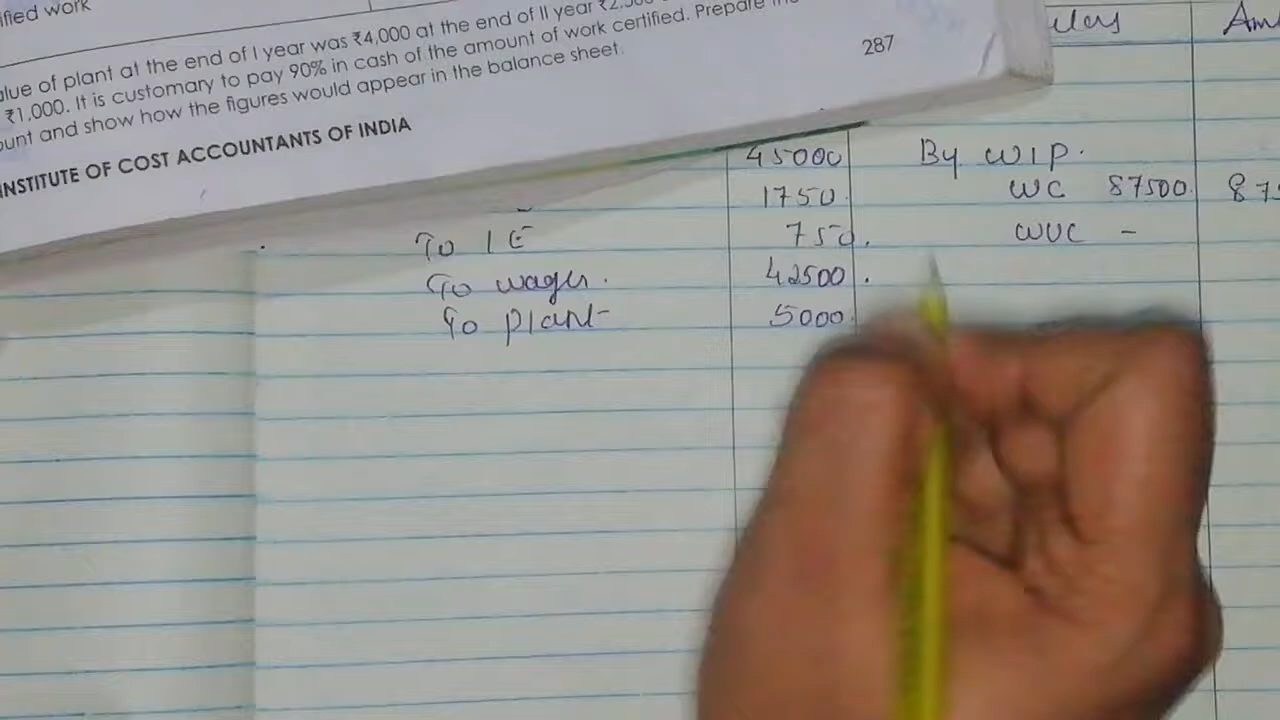 ified work
alue of plant at the end of I year was ₹4,000 at the end of II year
₹1,000. It is customary to pay 90% in cash of the amount of work certified. Prepare
ount and show how the figures would appear in the balance sheet.
287
INSTITUTE OF COST ACCOUNTANTS OF INDIA
45000 By WIP.
1750 WC 87500
To IE 750. WUC -
To wages. 42500.
To plant 5000